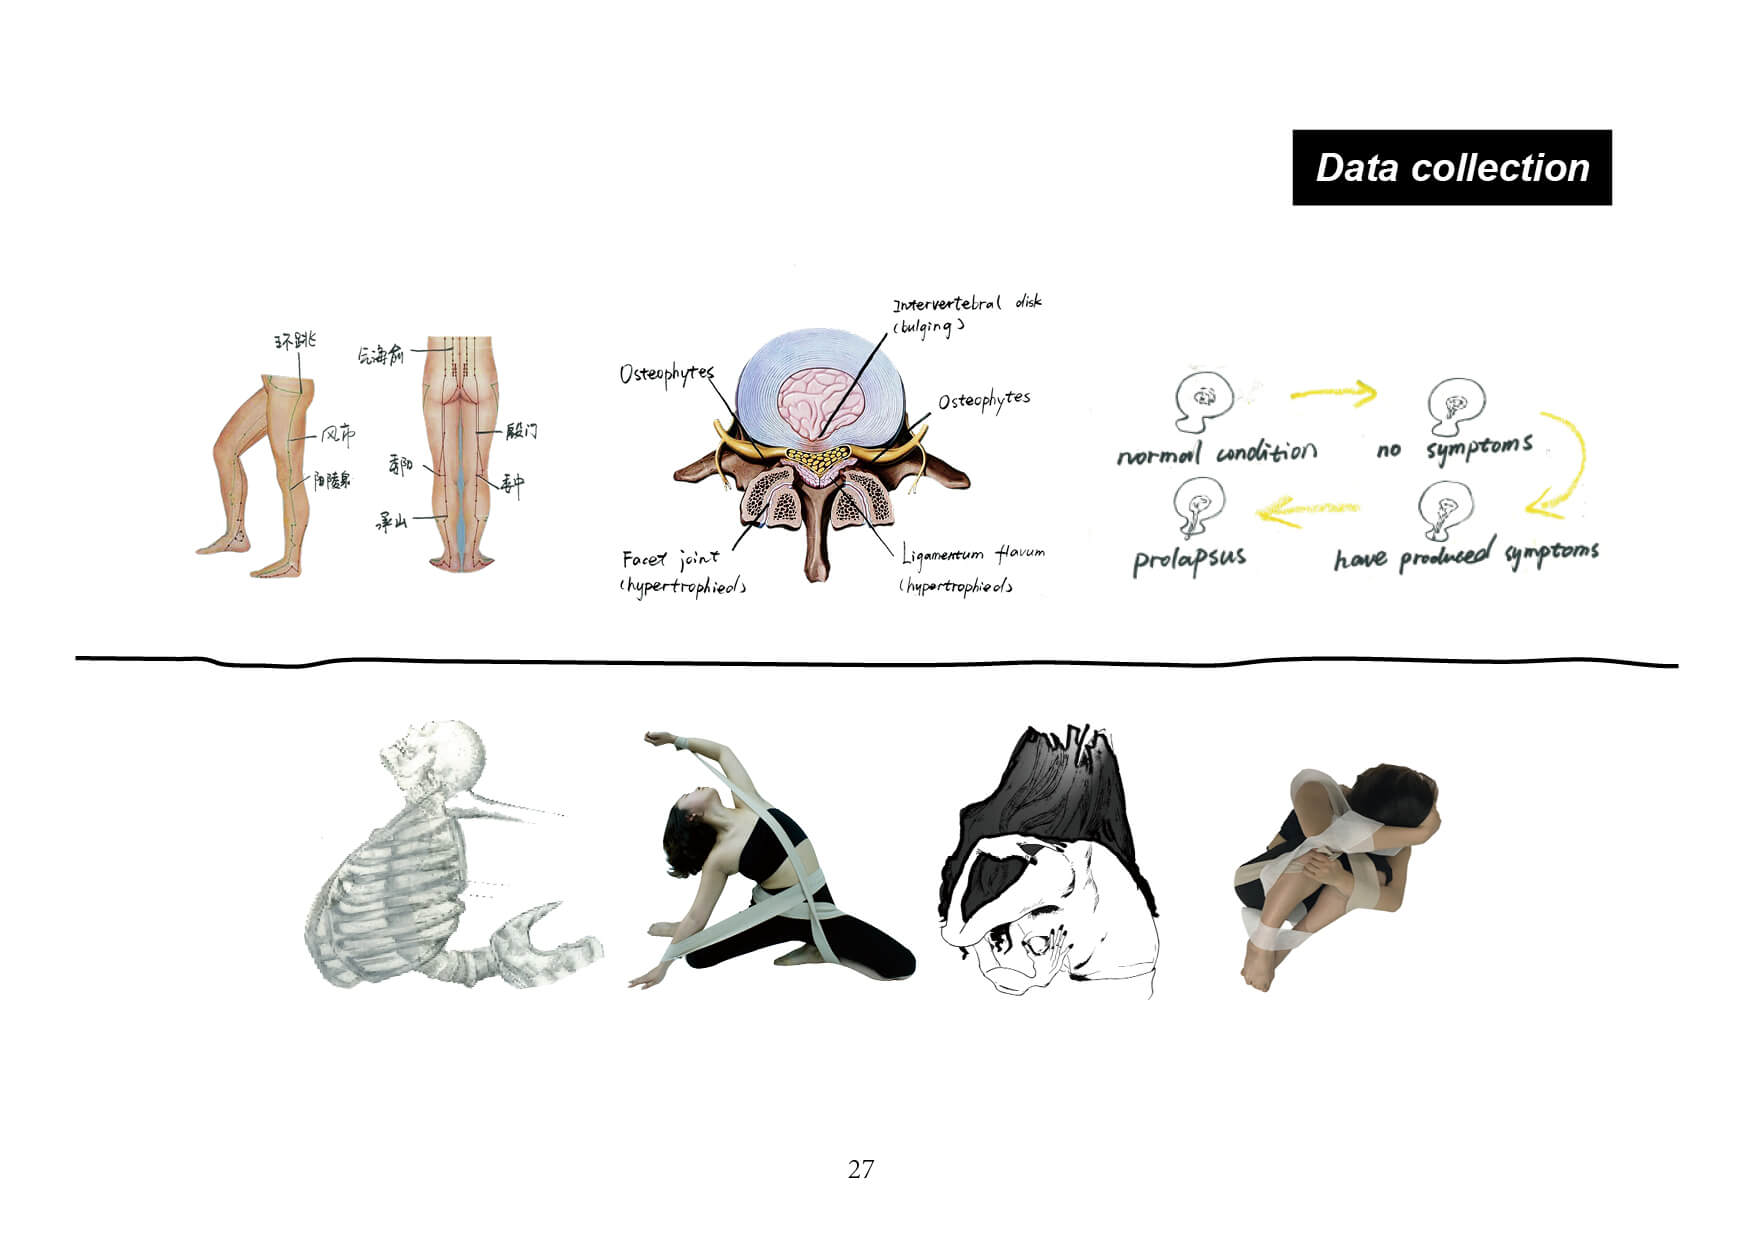 Data collection
环跳
风市
阳陵泉
气海俞
殷门
委阳
委中
承山
Intervertebral disk
(bulging)
Osteophytes
Osteophytes
Facet joint
(hypertrophied)
Ligamentum flavum
(hypertrophied)
normal condition
no symptoms
prolapsus
have produced symptoms
27